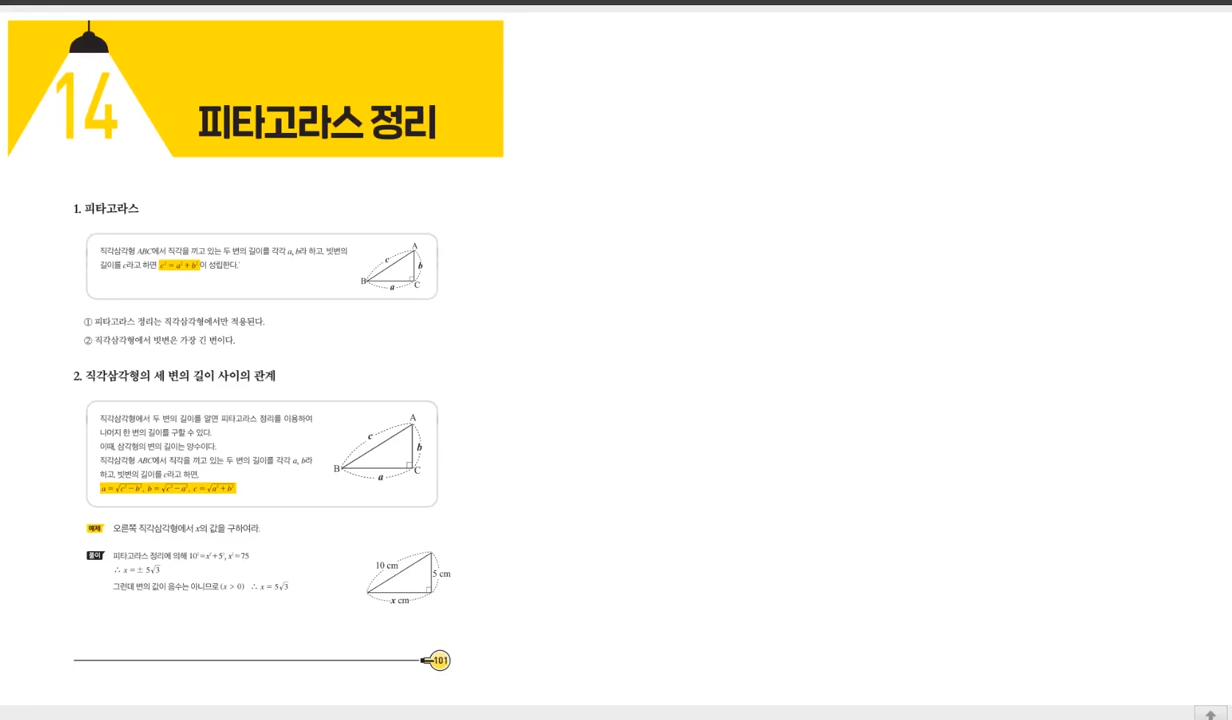 14
피타고라스 정리
1. 피타고라스
직각삼각형 ABC에서 직각을 끼고 있는 두 변의 길이를 각각 a, b라 하고, 빗변의
길이를 c라고 하면 c² = a² + b²이 성립한다.
A
c
b
B
C
a
① 피타고라스 정리는 직각삼각형에서만 적용된다.
② 직각삼각형에서 빗변은 가장 긴 변이다.
2. 직각삼각형의 세 변의 길이 사이의 관계
직각삼각형에서 두 변의 길이를 알면 피타고라스 정리를 이용하여
나머지 한 변의 길이를 구할 수 있다.
이때, 삼각형의 변의 길이는 양수이다.
직각삼각형 ABC에서 직각을 끼고 있는 두 변의 길이를 각각 a, b라
하고, 빗변의 길이를 c라고 하면,
a = √c² − b², b = √c² − a², c = √a² + b²
A
c
b
B
C
a
예제 오른쪽 직각삼각형에서 x의 값을 구하여라.
풀이 피타고라스 정리에 의해 10² = x² + 5², x² = 75
∴ x = ± 5√3
그런데 변의 값이 음수는 아니므로 (x > 0) ∴ x = 5√3
10 cm
5 cm
x cm
101